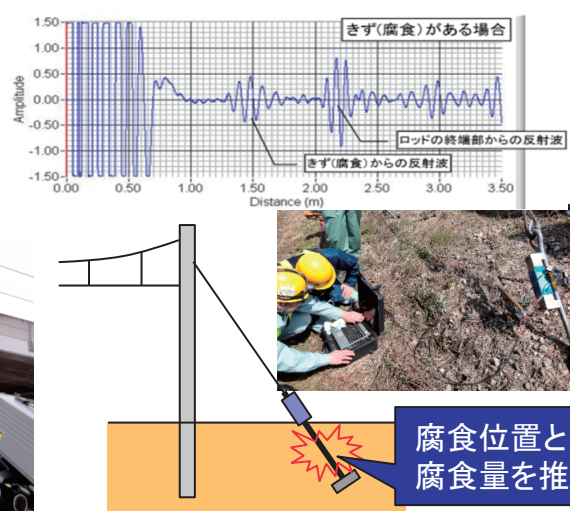 きず(腐食)がある場合
Amplitude
1.50
1.00
0.50
0.00
-0.50
-1.00
-1.50
ロッドの終端部からの反射波
きず(腐食)からの反射波
0.00 0.50 1.00 1.50 2.00 2.50 3.00 3.50
Distance (m)
腐食位置と
腐食量を推